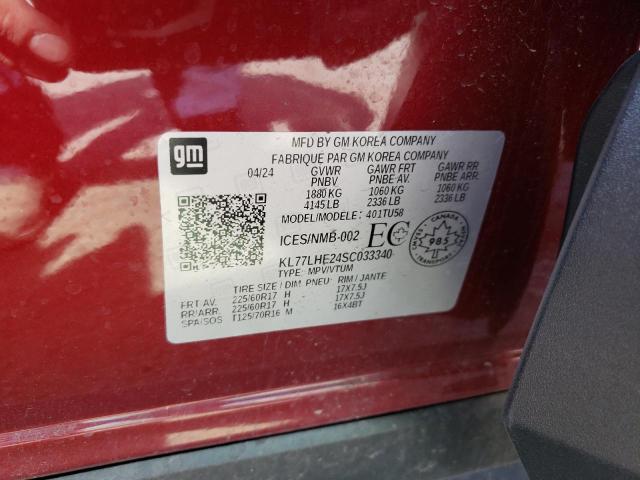 MFD BY GM KOREA COMPANY
FABRIQUE PAR GM KOREA COMPANY
gm
04/24 GVWR GAWR FRT GAWR RR
PNBV PNBE AV. PNBE ARR.
1880 KG 1060 KG 1060 KG
4145 LB 2336 LB 2336 LB
MODEL/MODELE: 401TU58
ICES/NMB-002 EC
CANADA
985
KL77LHE24SC033340
TYPE: MPV/VTUM
TIRE SIZE / DIM. PNEU RIM / JANTE
FRT AV. 225/60R17 H 17X7.5J
RR/ARR. 225/60R17 H 17X7.5J
SPA/SOS T125/70R16 M 16X4BT